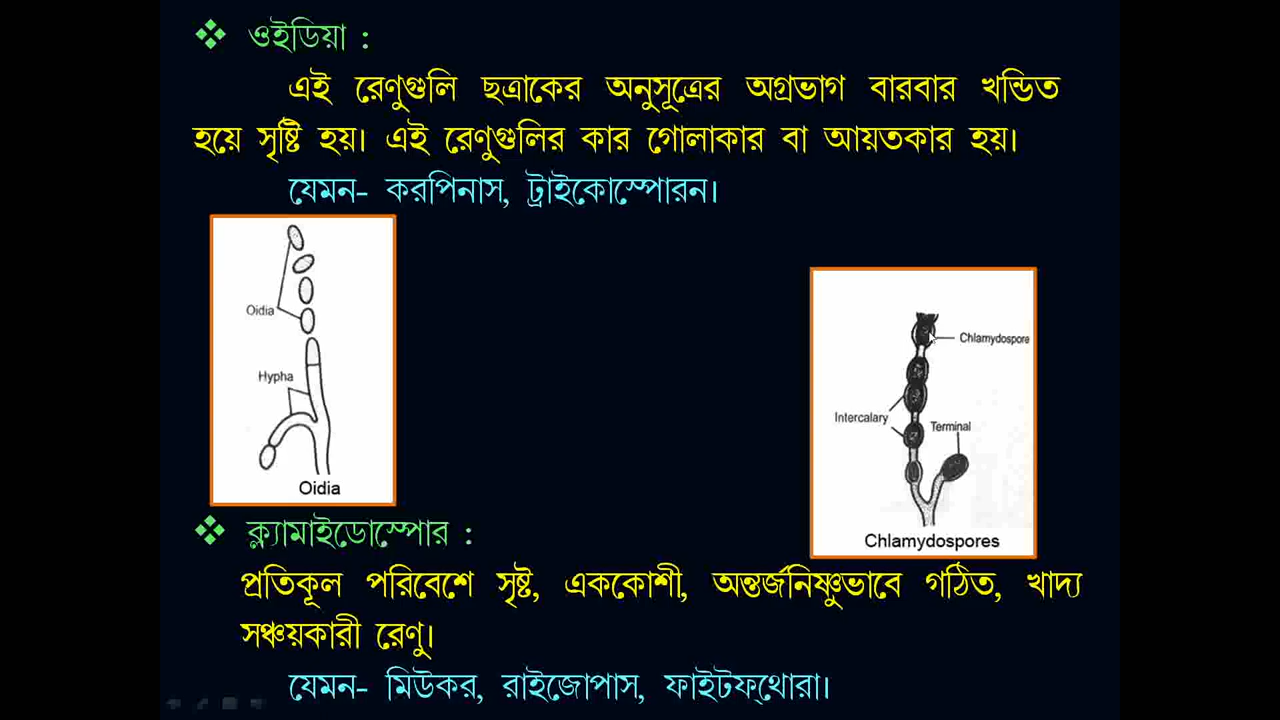 ওইডিয়া :
এই রেণুগুলি ছত্রাকের অনুসূত্রের অগ্রভাগ বারবার খন্ডিত
হয়ে সৃষ্টি হয়। এই রেণুগুলির কার গোলাকার বা আয়তকার হয়।
যেমন- করপিনাস, ট্রাইকোস্পোরন।
Oidia
Hypha
Oidia
Chlamydospore
Intercalary
Terminal
Chlamydospores
ক্ল্যামাইডোস্পোর :
প্রতিকূল পরিবেশে সৃষ্ট, এককোশী, অন্তর্জনিষ্ণুভাবে গঠিত, খাদ্য
সঞ্চয়কারী রেণু।
যেমন- মিউকর, রাইজোপাস, ফাইটফ্‌থোরা।